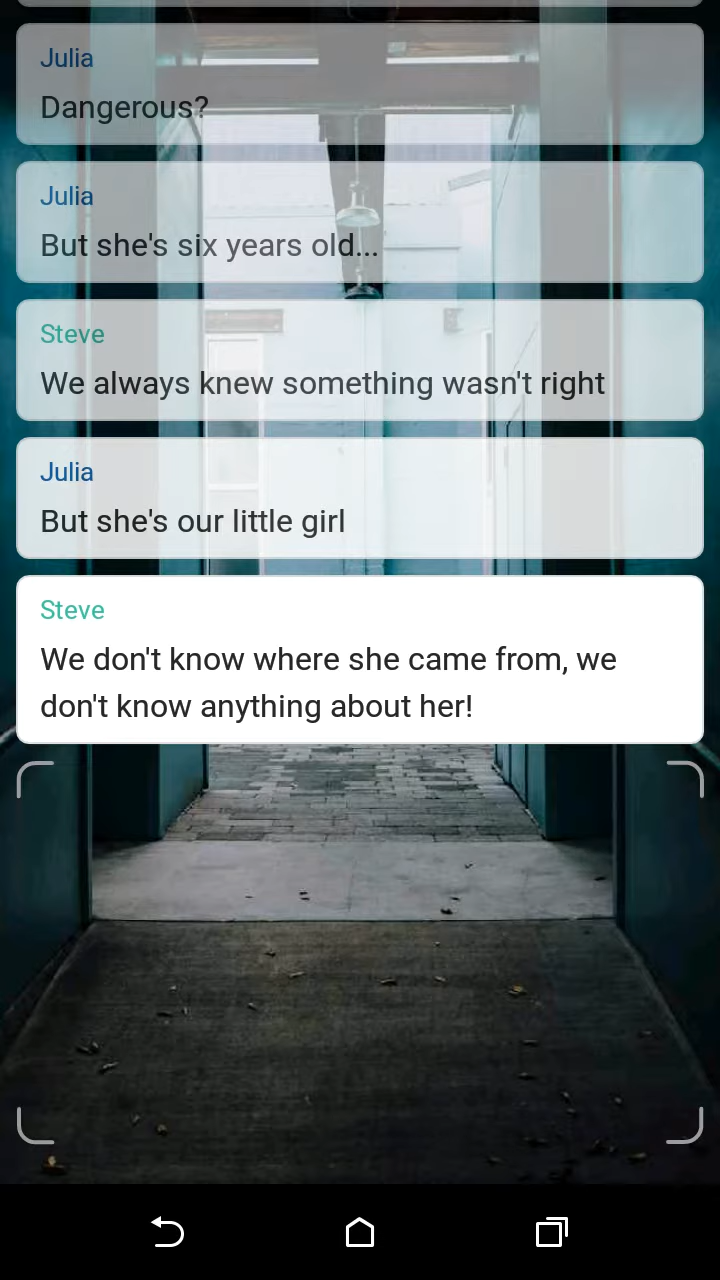 Julia
Dangerous?
Julia
But she's six years old...
Steve
We always knew something wasn't right
Julia
But she's our little girl
Steve
We don't know where she came from, we
don't know anything about her!